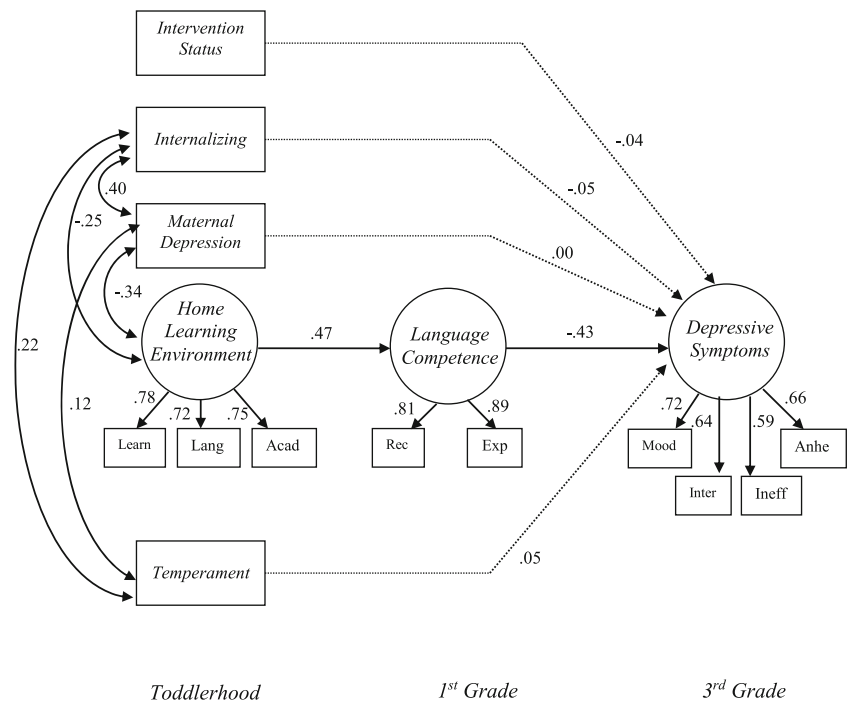 Intervention
Status
-.04
Internalizing
-.05
.40
-.25
Maternal
Depression
.00
-.34
Home
Learning
Environment
.47
Language
Competence
-.43
Depressive
Symptoms
.22
.12
.78
.72
.75
.81
.89
.72
.64
.59
.66
Learn
Lang
Acad
Rec
Exp
Mood
Anhe
Inter
Ineff
Temperament
.05
Toddlerhood
1st Grade
3rd Grade